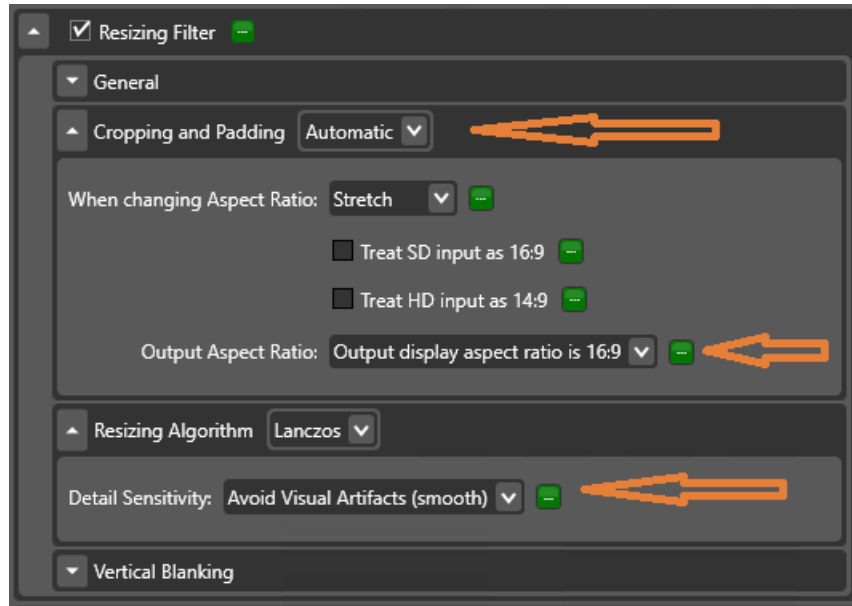 Resizing Filter
General
Cropping and Padding Automatic
When changing Aspect Ratio: Stretch
Treat SD input as 16:9
Treat HD input as 14:9
Output Aspect Ratio: Output display aspect ratio is 16:9
Resizing Algorithm Lanczos
Detail Sensitivity: Avoid Visual Artifacts (smooth)
Vertical Blanking